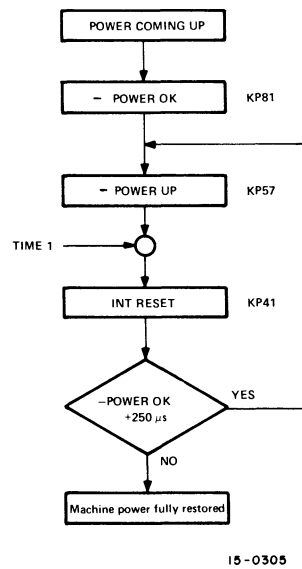 POWER COMING UP
– POWER OK KP81
– POWER UP KP57
TIME 1
INT RESET KP41
–POWER OK
+250 μs
YES
NO
Machine power fully restored
15-0305